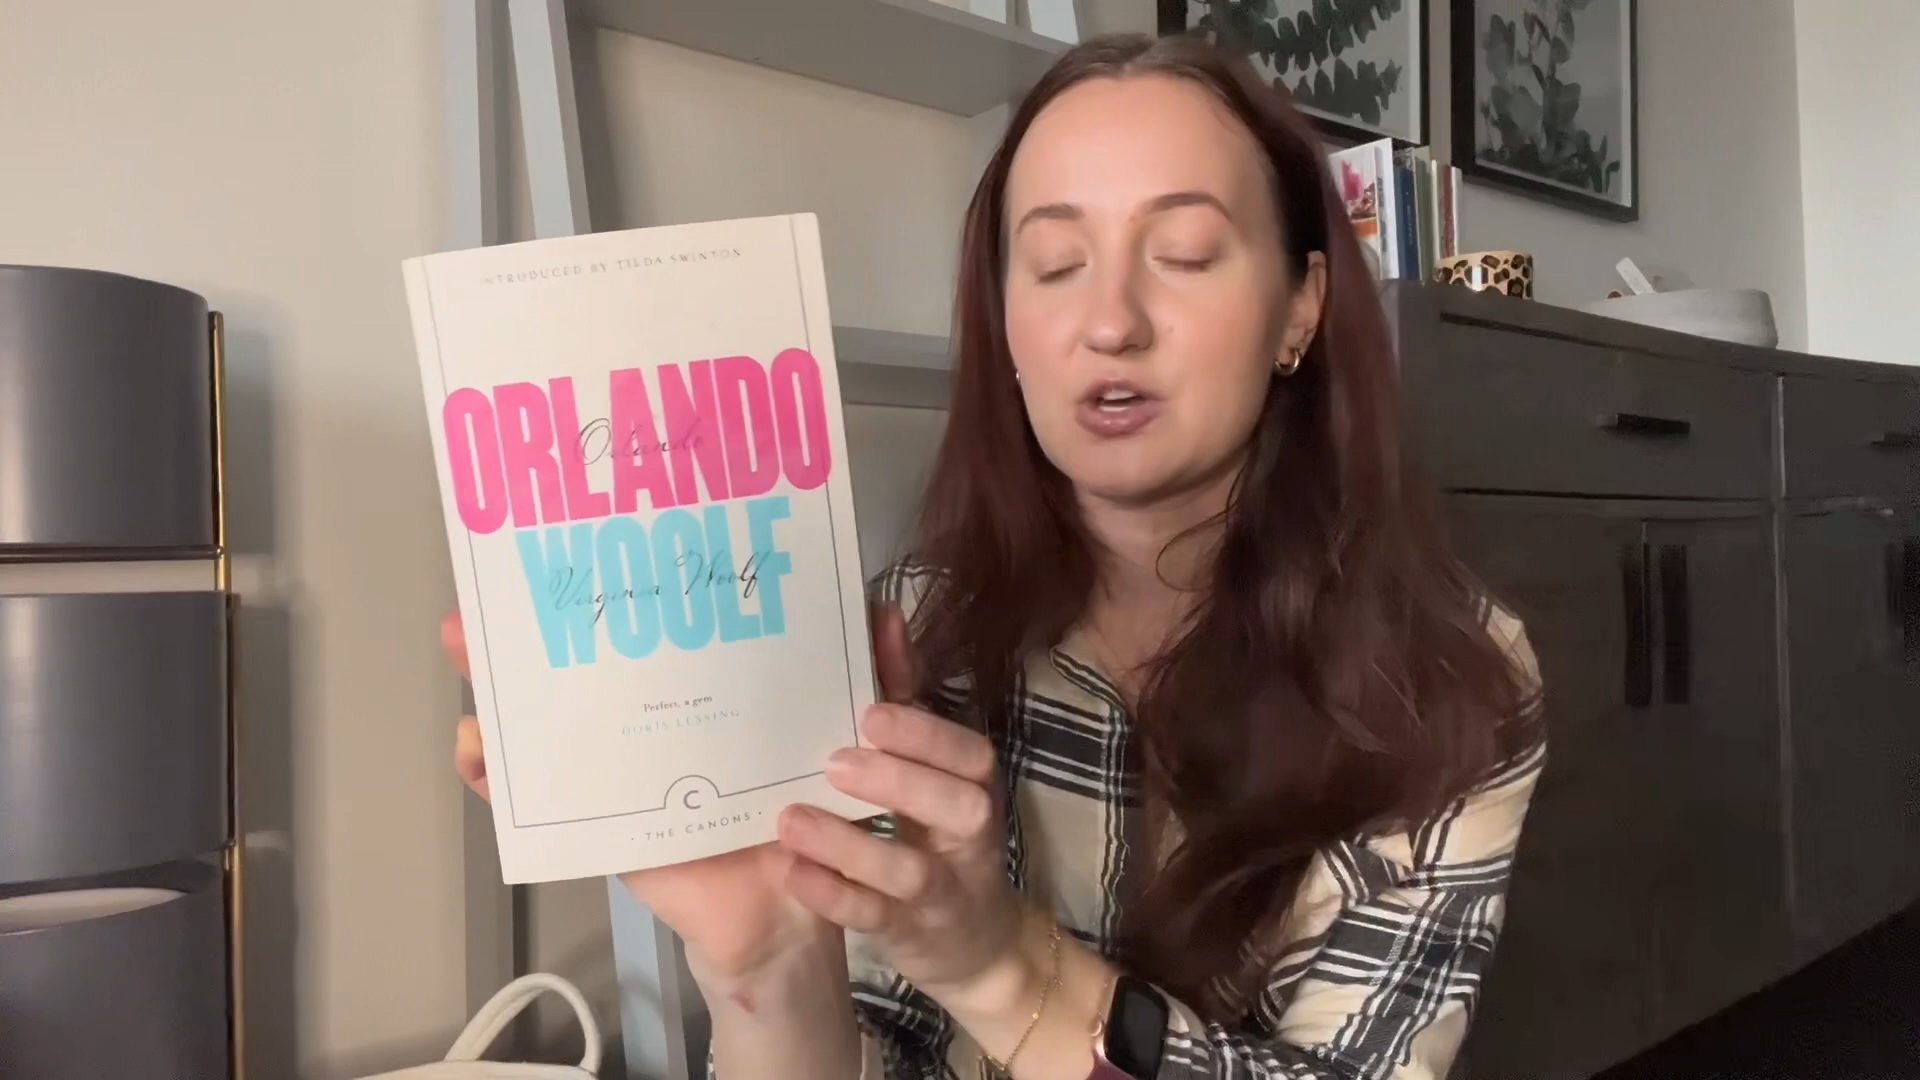 INTRODUCED BY TILDA SWINTON
ORLANDO
Orlando
WOOLF
Virginia Woolf
Perfect, a gem
DORIS LESSING
C
· THE CANONS ·